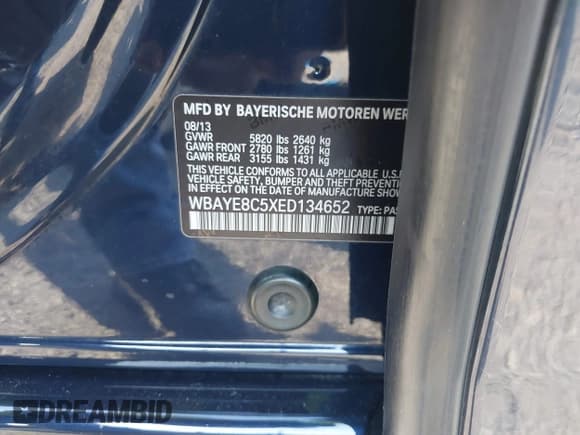 MFD BY BAYERISCHE MOTOREN WER
08/13
GVWR 5820 lbs 2640 kg
GAWR FRONT 2780 lbs 1261 kg
GAWR REAR 3155 lbs 1431 kg
THIS VEHICLE CONFORMS TO ALL APPLICABLE U.S.
VEHICLE SAFETY, BUMPER AND THEFT PREVENTION
IN EFFECT ON THE DATE OF MANUFACTURE SHOW
WBAYE8C5XED134652 TYPE: PAS
DREAMBID